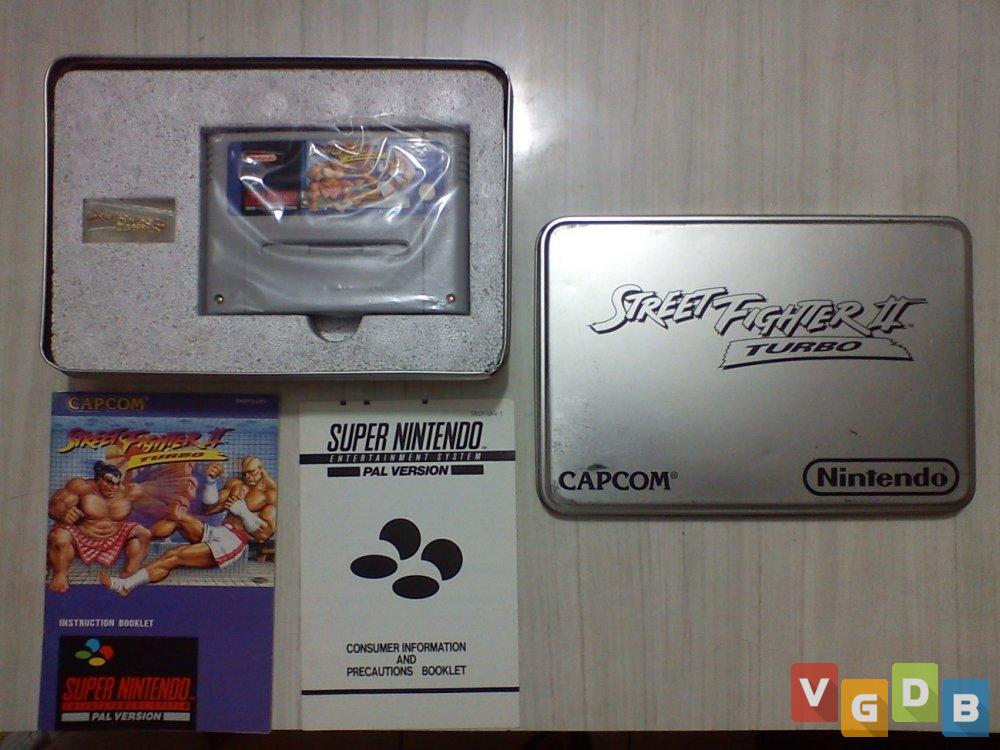 Nintendo
STREET FIGHTER II
TURBO
CAPCOM®
Nintendo®
CAPCOM®
STREET FIGHTER II
TURBO
INSTRUCTION BOOKLET
SUPER NINTENDO
ENTERTAINMENT SYSTEM
PAL VERSION
SUPER NINTENDO™
ENTERTAINMENT SYSTEM
PAL VERSION
CONSUMER INFORMATION
AND
PRECAUTIONS BOOKLET
VGDB